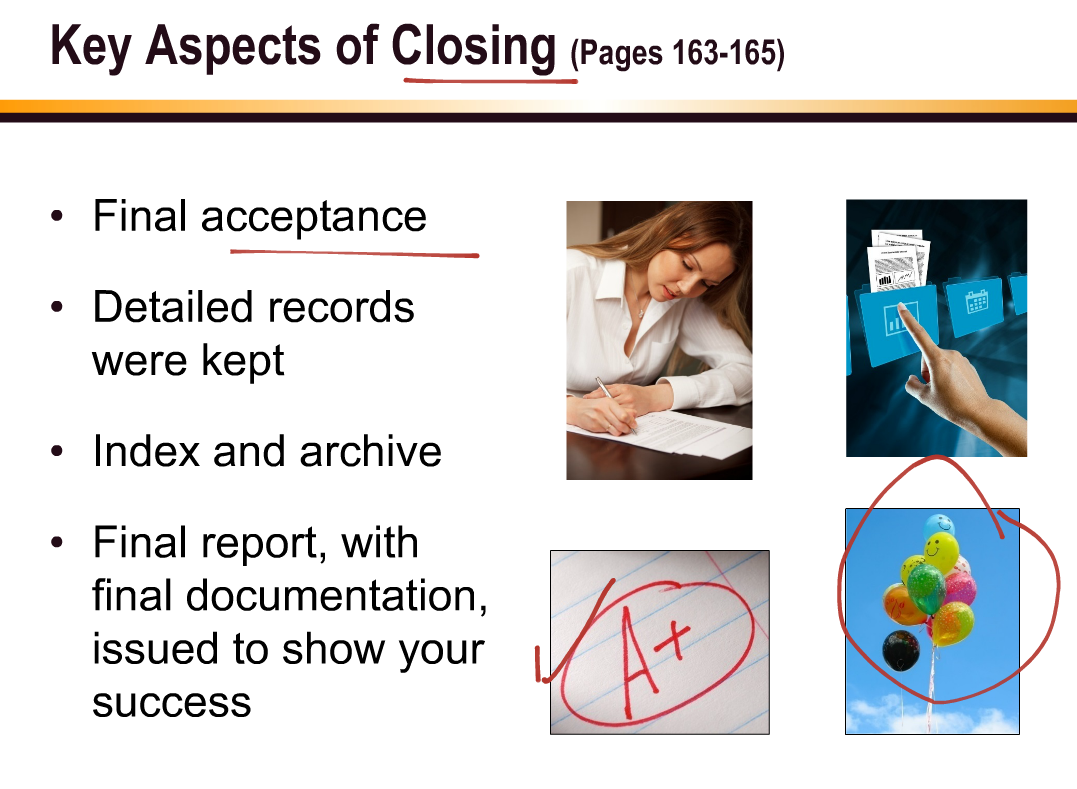 Key Aspects of Closing (Pages 163-165)
• Final acceptance
• Detailed records
were kept
• Index and archive
• Final report, with
final documentation,
issued to show your
success
A+